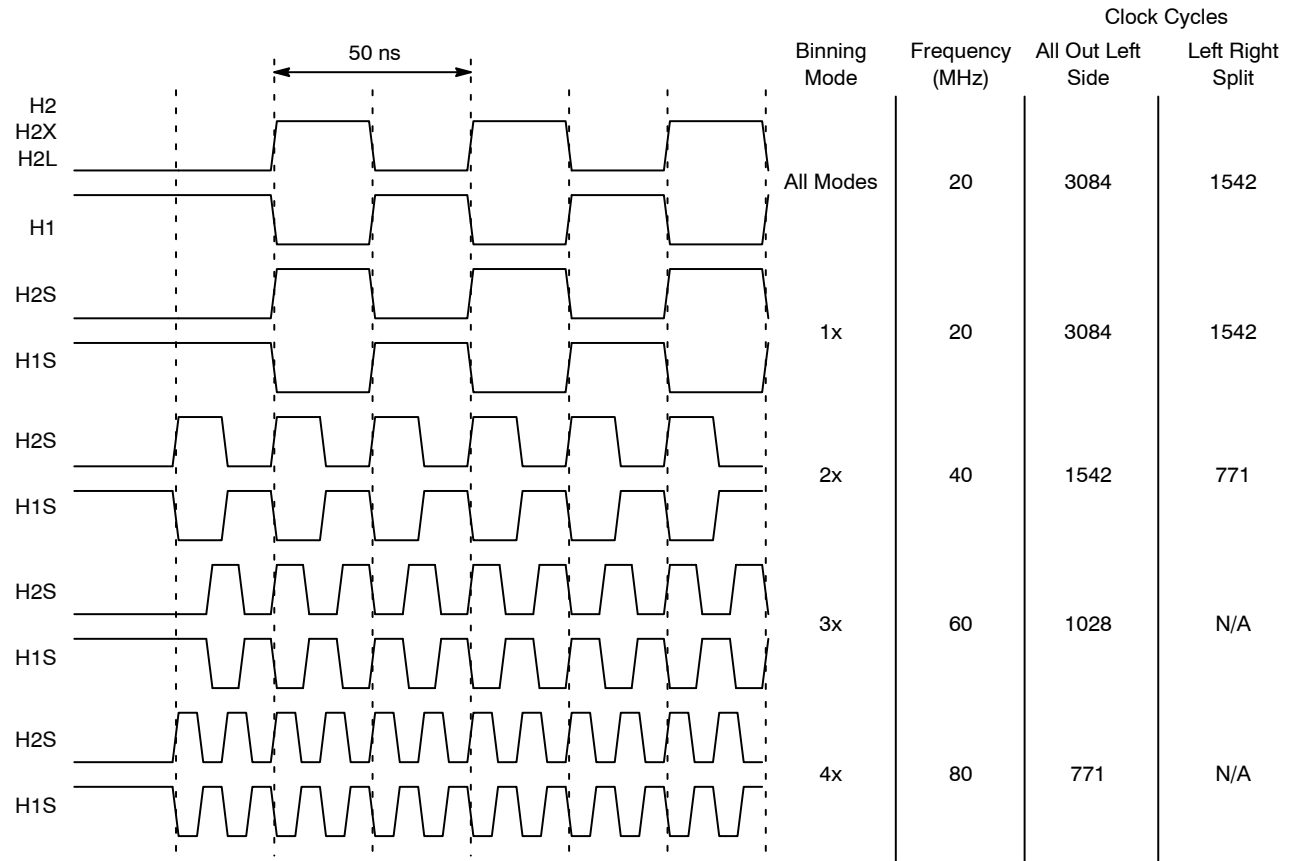 Clock Cycles
50 ns
Binning Mode
Frequency (MHz)
All Out Left Side
Left Right Split
H2
H2X
H2L
All Modes 20 3084 1542
H1
H2S
1x 20 3084 1542
H1S
H2S
2x 40 1542 771
H1S
H2S
3x 60 1028 N/A
H1S
H2S
4x 80 771 N/A
H1S